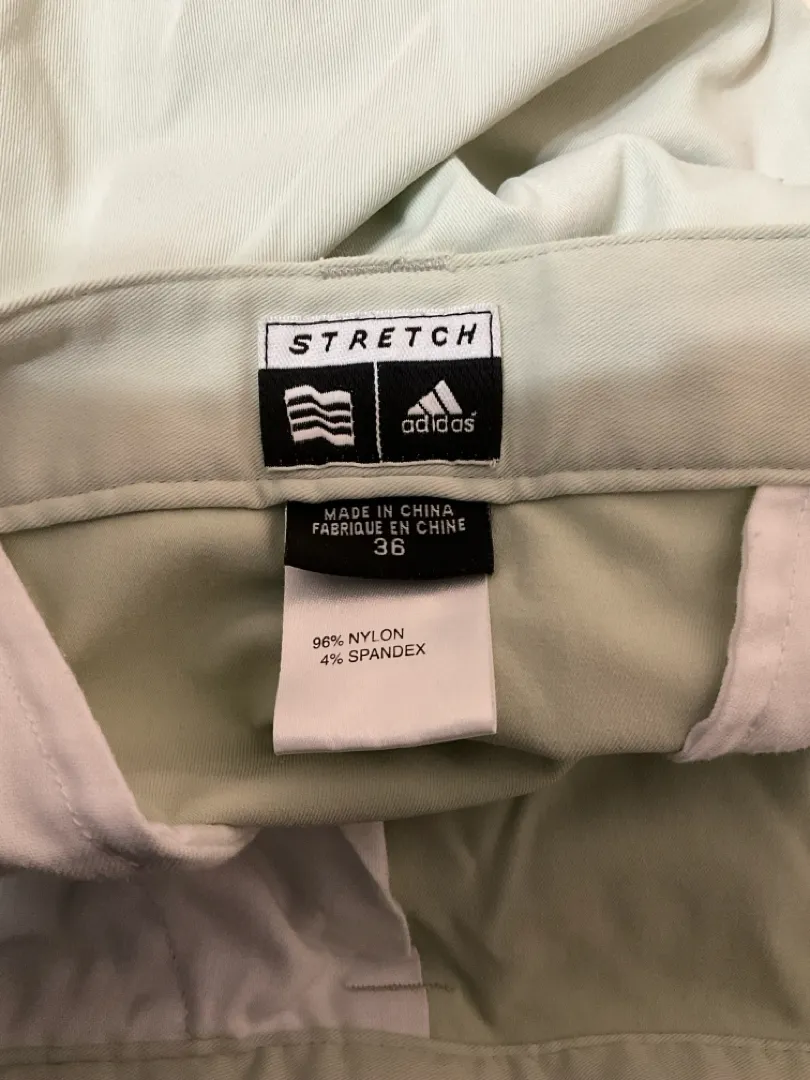 STRETCH
adidas
MADE IN CHINA
FABRIQUE EN CHINE
36
96% NYLON
4% SPANDEX